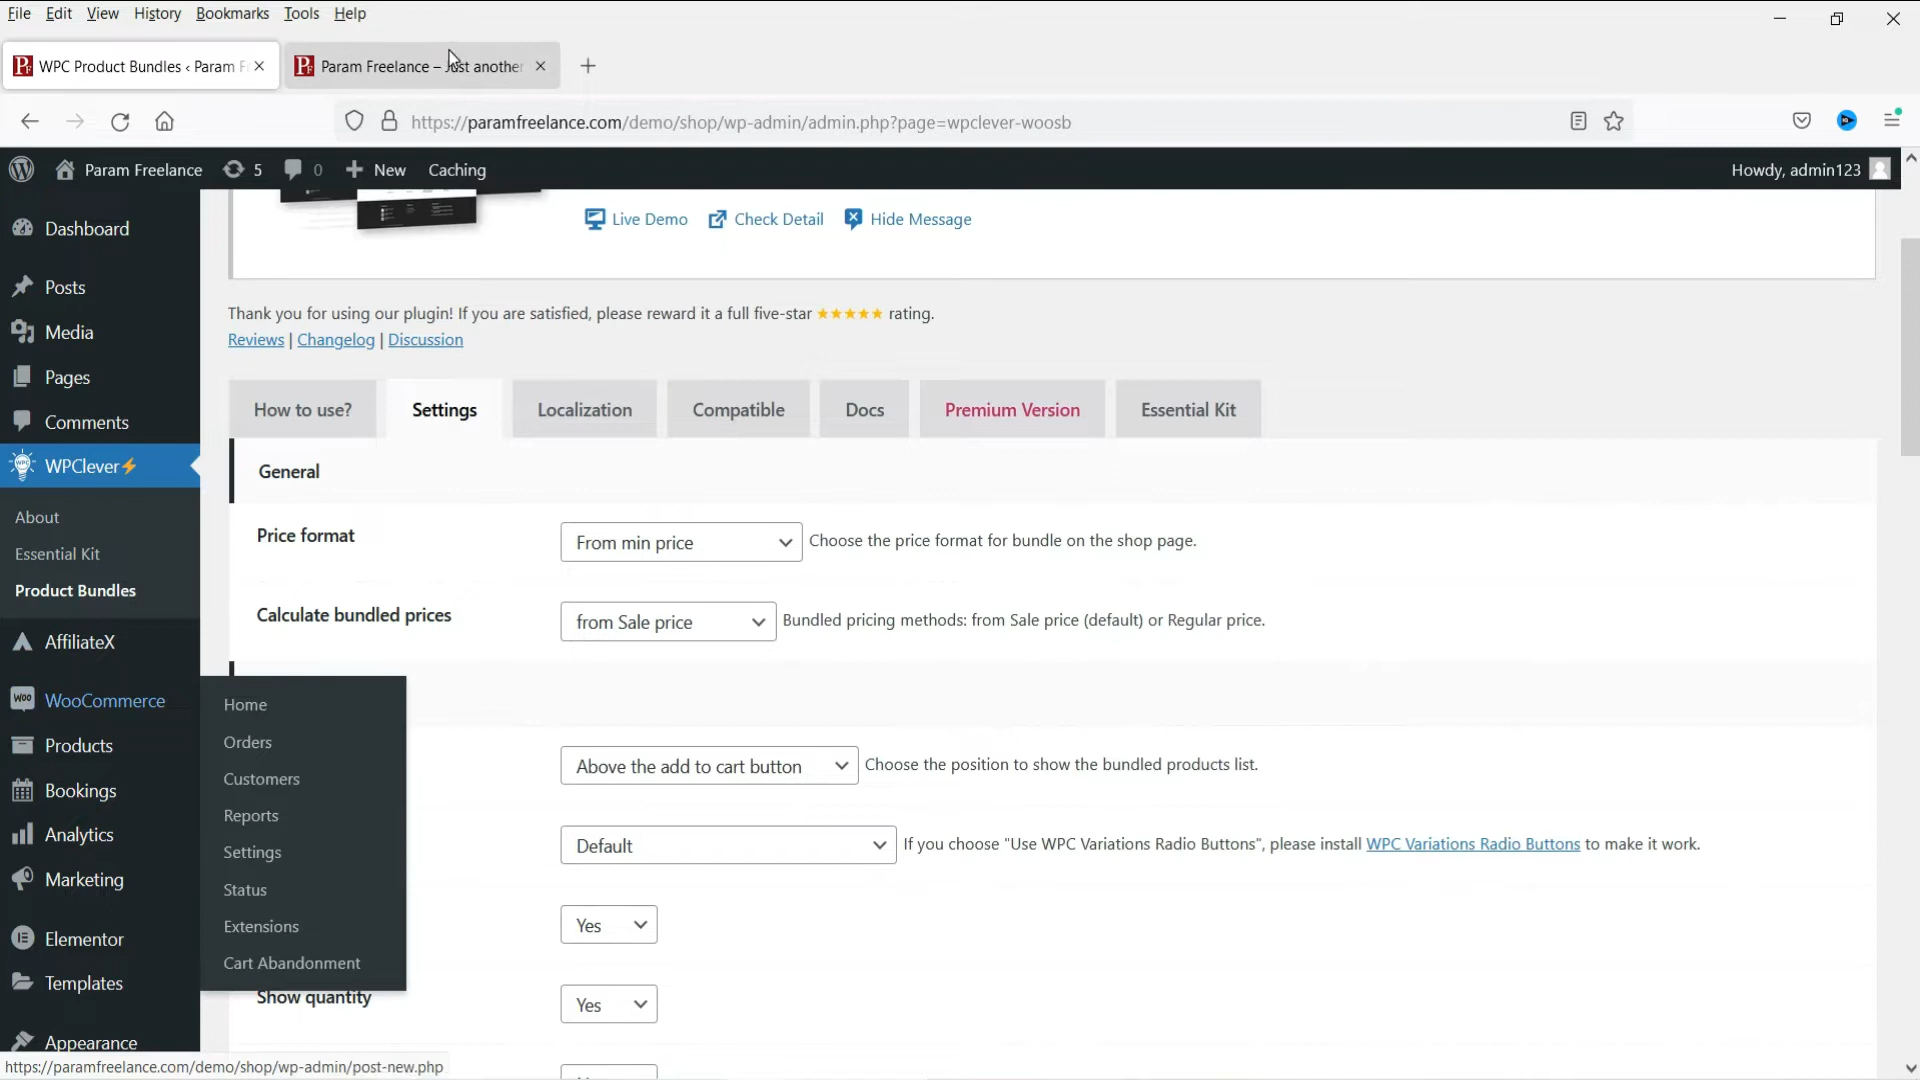 File Edit View History Bookmarks Tools Help
WPC Product Bundles ‹ Param F
Param Freelance – Just another
https://paramfreelance.com/demo/shop/wp-admin/admin.php?page=wpclever-woosb
Param Freelance 5 0 New Caching Howdy, admin123
Live Demo Check Detail Hide Message
Thank you for using our plugin! If you are satisfied, please reward it a full five-star ★★★★★ rating.
Reviews | Changelog | Discussion
How to use? Settings Localization Compatible Docs Premium Version Essential Kit
General
Price format From min price Choose the price format for bundle on the shop page.
Calculate bundled prices from Sale price Bundled pricing methods: from Sale price (default) or Regular price.
Above the add to cart button Choose the position to show the bundled products list.
Default If you choose "Use WPC Variations Radio Buttons", please install WPC Variations Radio Buttons to make it work.
Yes
Show quantity Yes
Dashboard
Posts
Media
Pages
Comments
WPClever⚡
About
Essential Kit
Product Bundles
AffiliateX
WooCommerce
Products
Bookings
Analytics
Marketing
Elementor
Templates
Appearance
Home
Orders
Customers
Reports
Settings
Status
Extensions
Cart Abandonment
https://paramfreelance.com/demo/shop/wp-admin/post-new.php